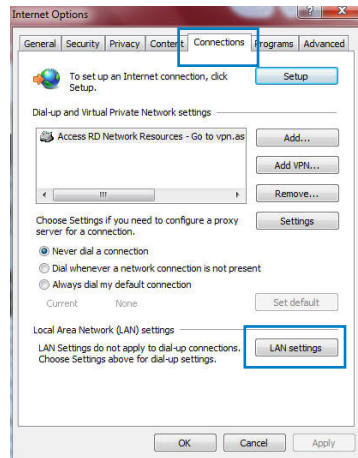 Internet Options
General Security Privacy Content Connections Programs Advanced
To set up an Internet connection, click
Setup.
Setup
Dial-up and Virtual Private Network settings
Access RD Network Resources - Go to vpn.as
Add...
Add VPN...
Remove...
Choose Settings if you need to configure a proxy
server for a connection.
Settings
Never dial a connection
Dial whenever a network connection is not present
Always dial my default connection
Current None
Set default
Local Area Network (LAN) settings
LAN Settings do not apply to dial-up connections.
Choose Settings above for dial-up settings.
LAN settings
OK Cancel Apply